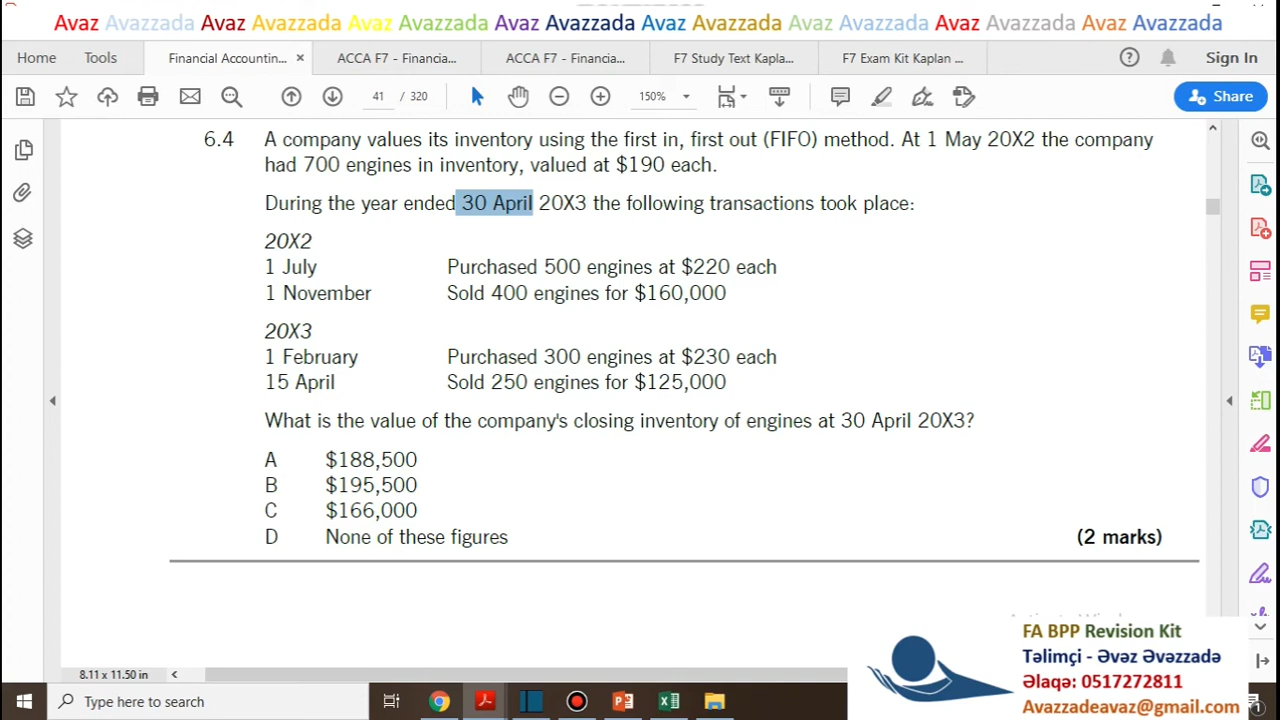 Avaz Avazzada Avaz Avazzada Avaz Avazzada Avaz Avazzada Avaz Avazzada Avaz Avazzada Avaz Avazzada Avaz Avazzada
Home Tools Financial Accountin... × ACCA F7 - Financia... ACCA F7 - Financia... F7 Study Text Kapla... F7 Exam Kit Kaplan ... Sign In
41 / 320 150% Share
6.4 A company values its inventory using the first in, first out (FIFO) method. At 1 May 20X2 the company
had 700 engines in inventory, valued at $190 each.
During the year ended 30 April 20X3 the following transactions took place:
20X2
1 July Purchased 500 engines at $220 each
1 November Sold 400 engines for $160,000
20X3
1 February Purchased 300 engines at $230 each
15 April Sold 250 engines for $125,000
What is the value of the company's closing inventory of engines at 30 April 20X3?
A $188,500
B $195,500
C $166,000
D None of these figures (2 marks)
FA BPP Revision Kit
Təlimçi - Əvəz Əvəzzadə
Əlaqə: 0517272811
Avazzadeavaz@gmail.com
8.11 x 11.50 in
Type here to search
1